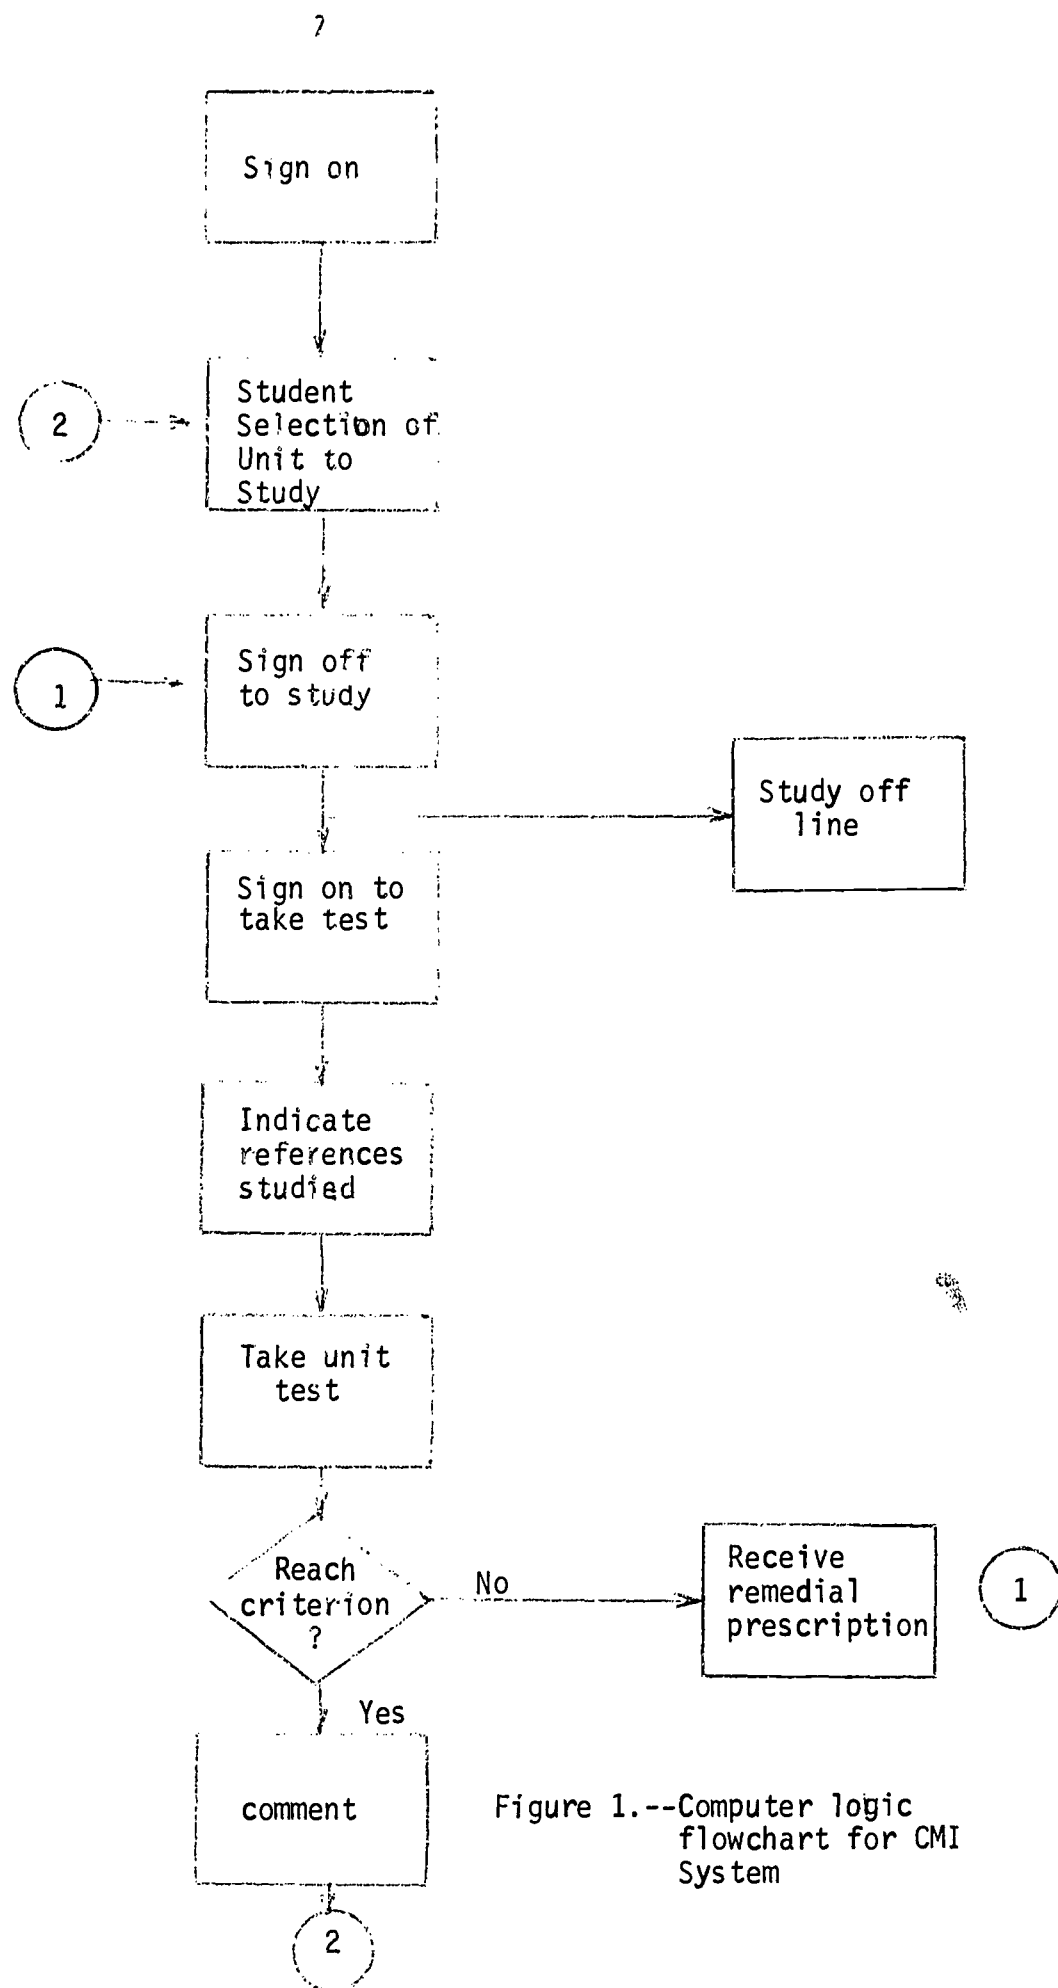 7
Sign on
2
Student
Selection of
Unit to
Study
1
Sign off
to study
Study off
line
Sign on to
take test
Indicate
references
studied
Take unit
test
Reach
criterion
?
No
Receive
remedial
prescription
1
Yes
comment
Figure 1.--Computer logic
flowchart for CMI
System
2